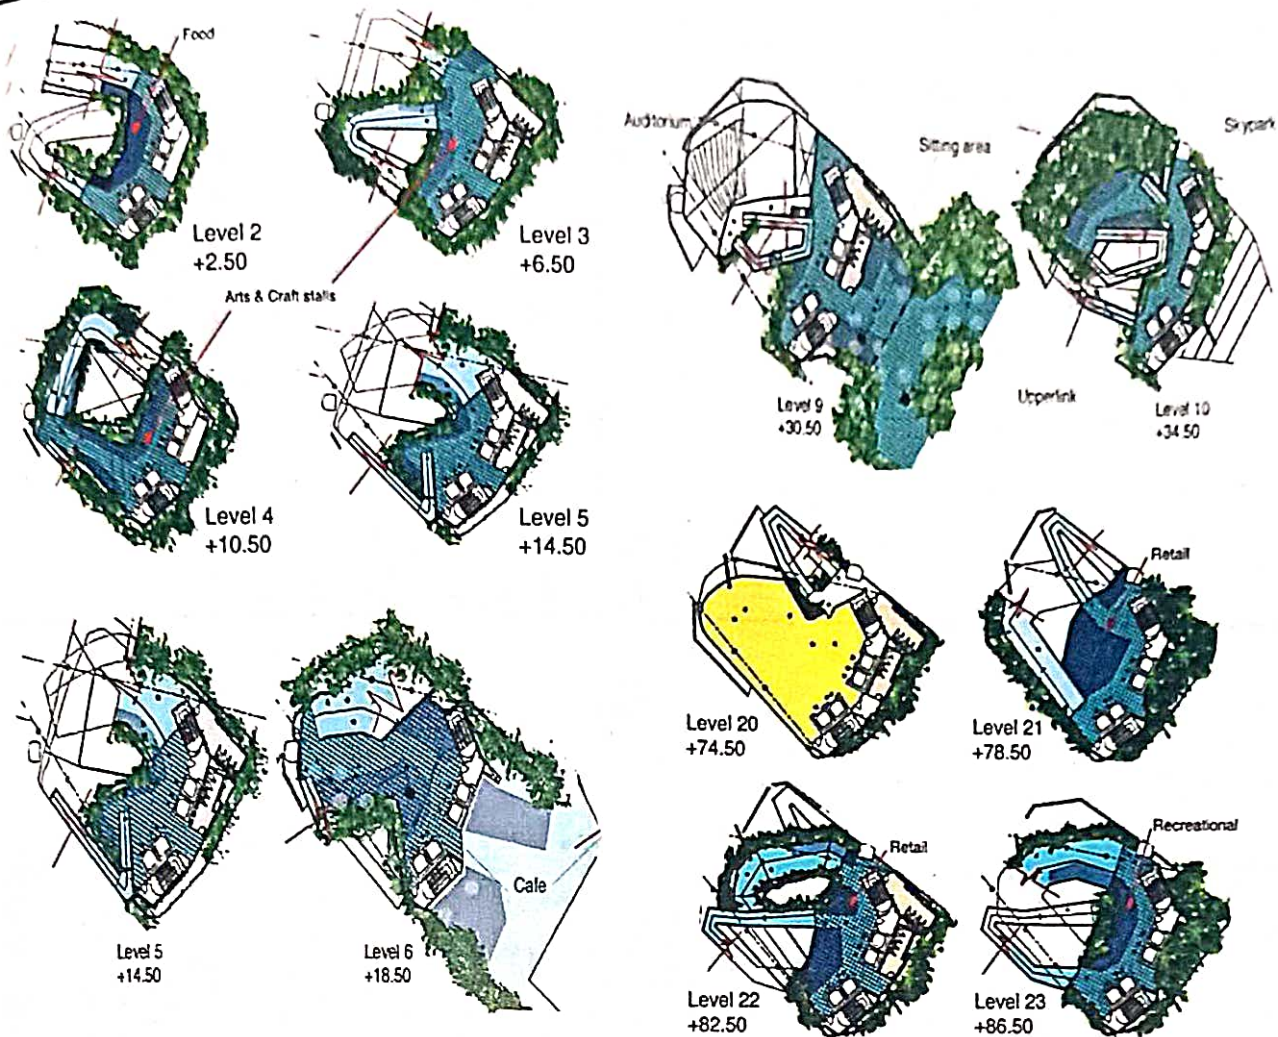 Food
Level 2
+2.50
Level 3
+6.50
Arts & Craft stalls
Level 4
+10.50
Level 5
+14.50
Auditorium
Sitting area
Skypark
Level 9
+30.50
Upperlink
Level 10
+34.50
Level 5
+14.50
Level 6
+18.50
Cafe
Level 20
+74.50
Retail
Level 21
+78.50
Retail
Level 22
+82.50
Recreational
Level 23
+86.50